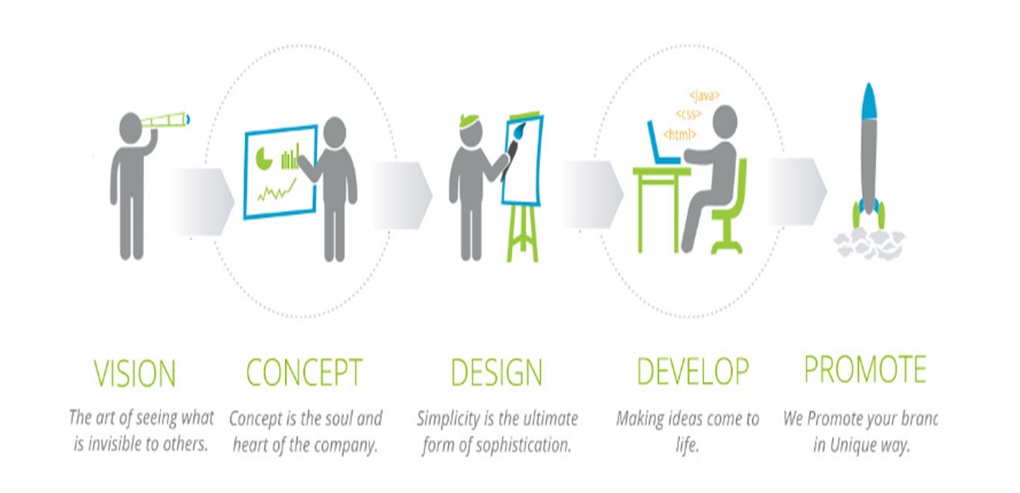 <java>
<css>
<html>
VISION
The art of seeing what
is invisible to others.
CONCEPT
Concept is the soul and
heart of the company.
DESIGN
Simplicity is the ultimate
form of sophistication.
DEVELOP
Making ideas come to
life.
PROMOTE
We Promote your branc
in Unique way.